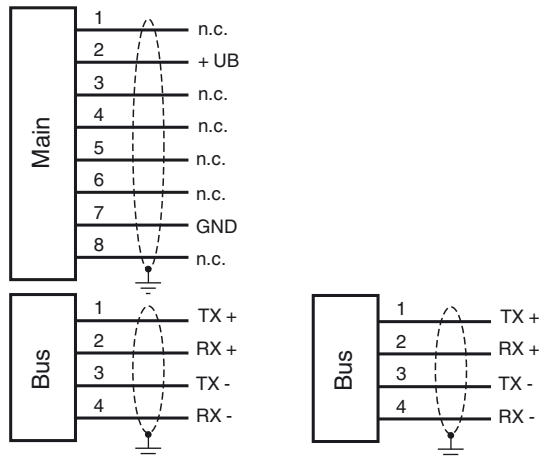 Main
1 n.c.
2 + UB
3 n.c.
4 n.c.
5 n.c.
6 n.c.
7 GND
8 n.c.
Bus
1 TX +
2 RX +
3 TX -
4 RX -
Bus
1 TX +
2 RX +
3 TX -
4 RX -